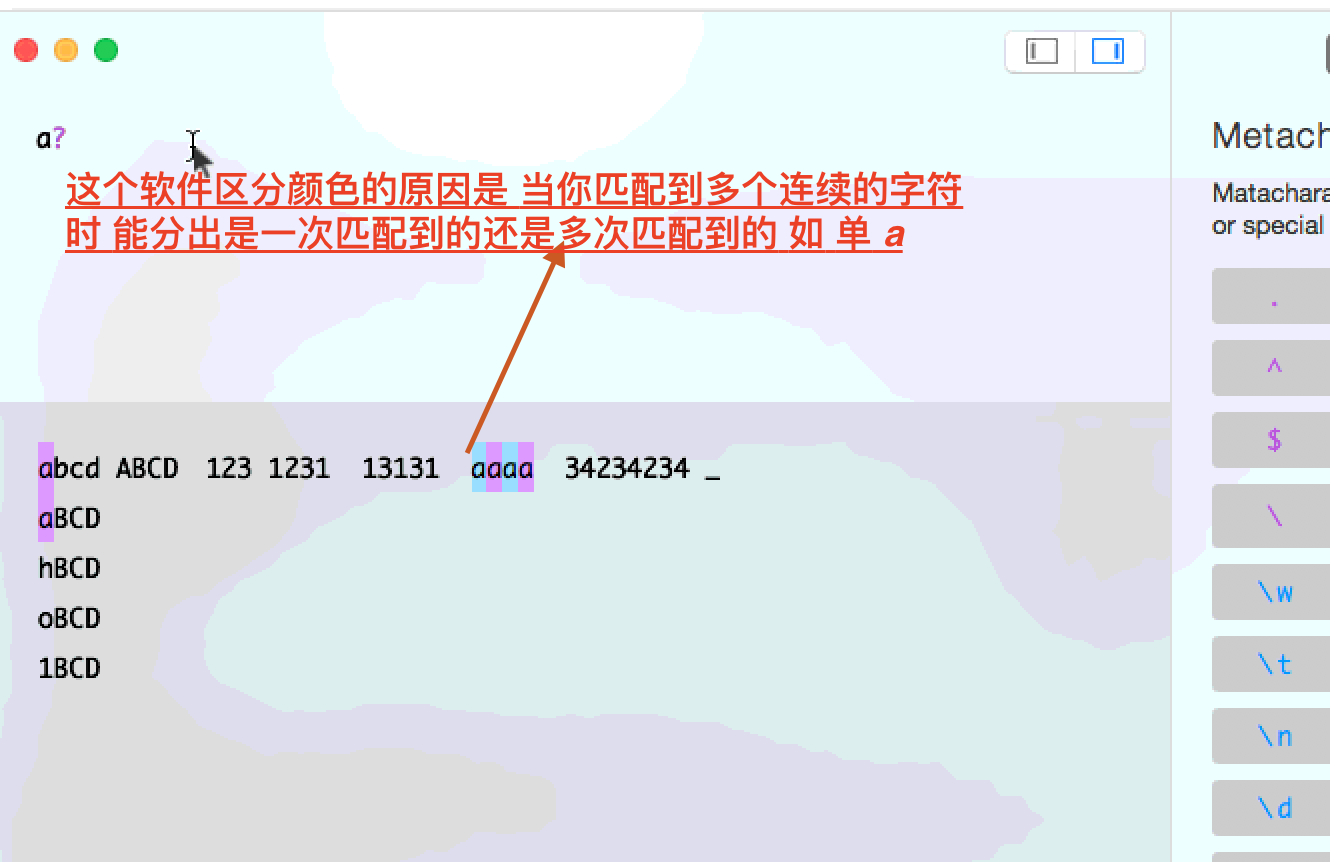 a?
这个软件区分颜色的原因是 当你匹配到多个连续的字符
时 能分出是一次匹配到的还是多次匹配到的 如 单 a
abcd ABCD 123 1231 13131 aaaa 34234234 _
aBCD
hBCD
oBCD
1BCD
Metach
Matachara
or special
.
^
$
\
\w
\t
\n
\d